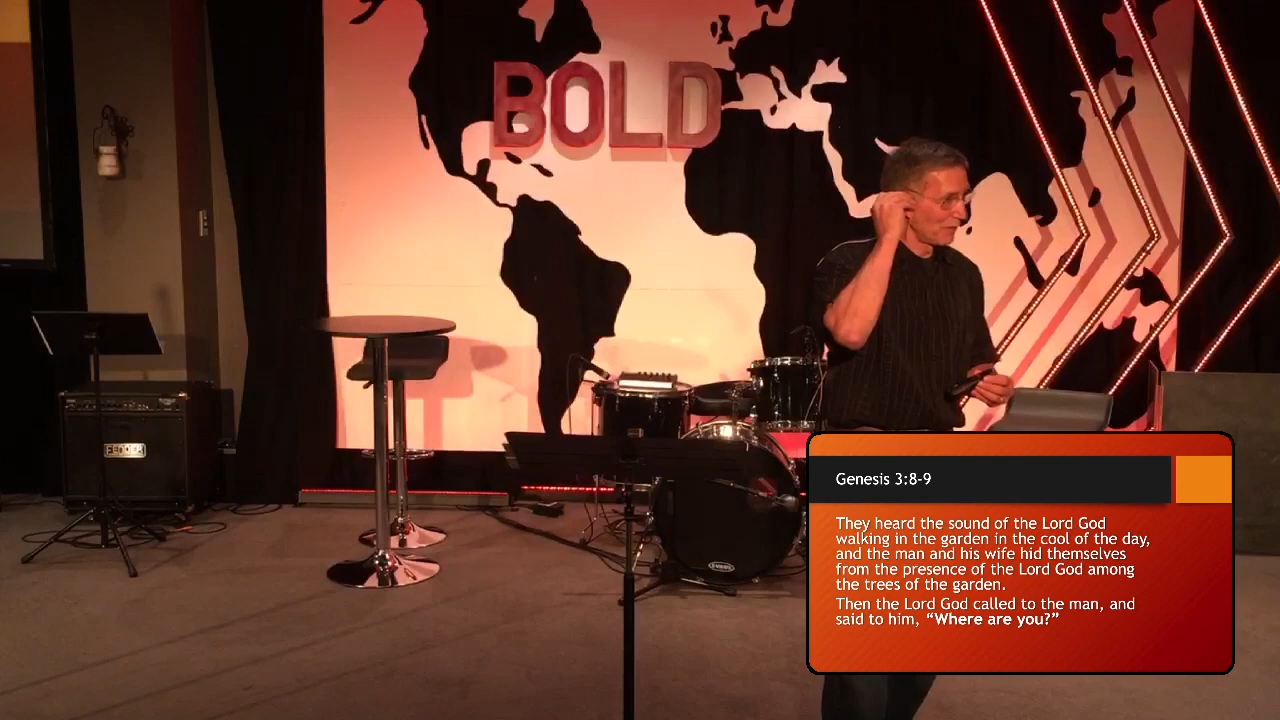 BOLD
FENDER
Genesis 3:8-9
They heard the sound of the Lord God
walking in the garden in the cool of the day,
and the man and his wife hid themselves
from the presence of the Lord God among
the trees of the garden.
Then the Lord God called to the man, and
said to him, “Where are you?”
EVANS